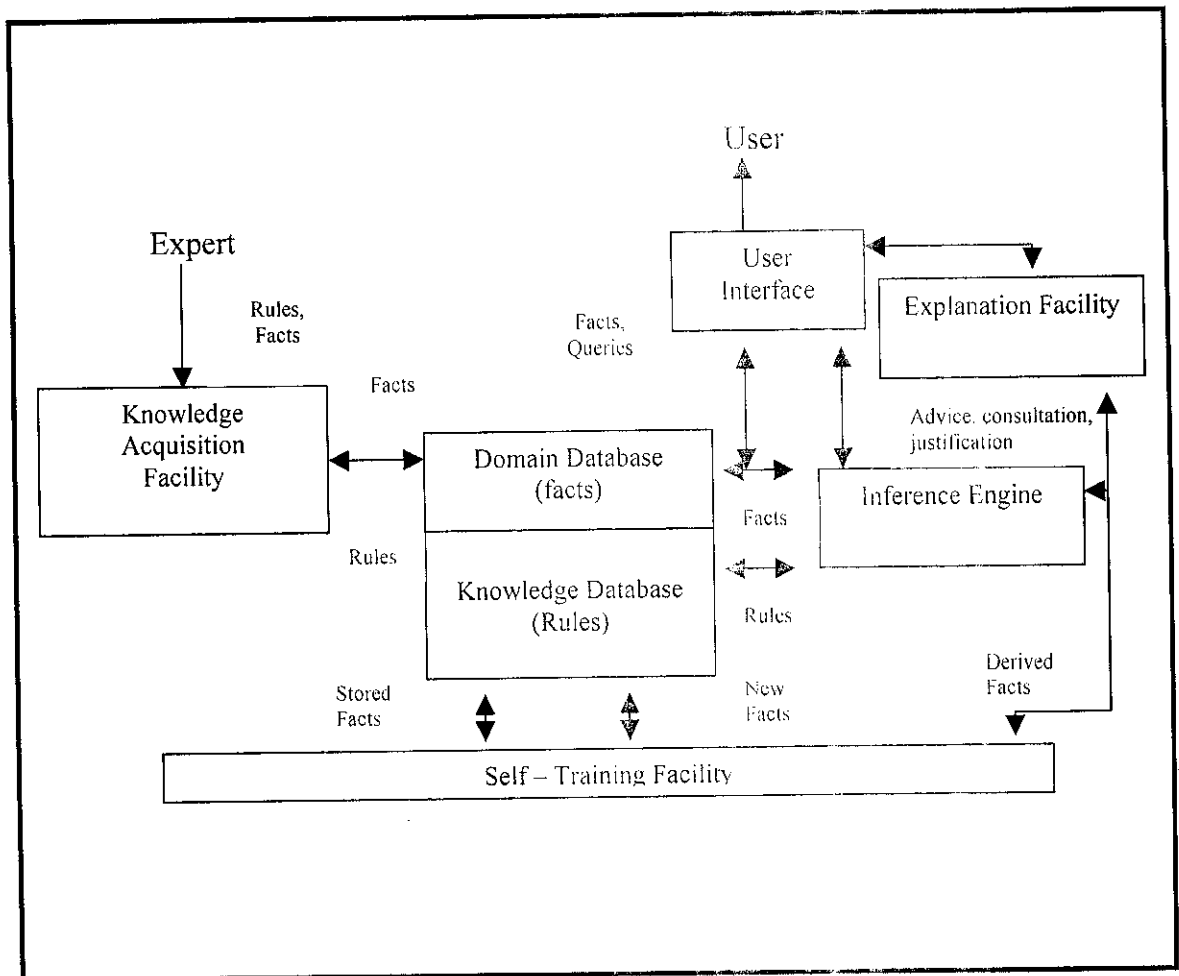 User
Expert
User
Interface
Explanation Facility
Rules,
Facts
Facts,
Queries
Facts
Knowledge
Acquisition
Facility
Advice, consultation,
justification
Domain Database
(facts)
Inference Engine
Facts
Rules
Knowledge Database
(Rules)
Rules
Derived
Facts
Stored
Facts
New
Facts
Self – Training Facility